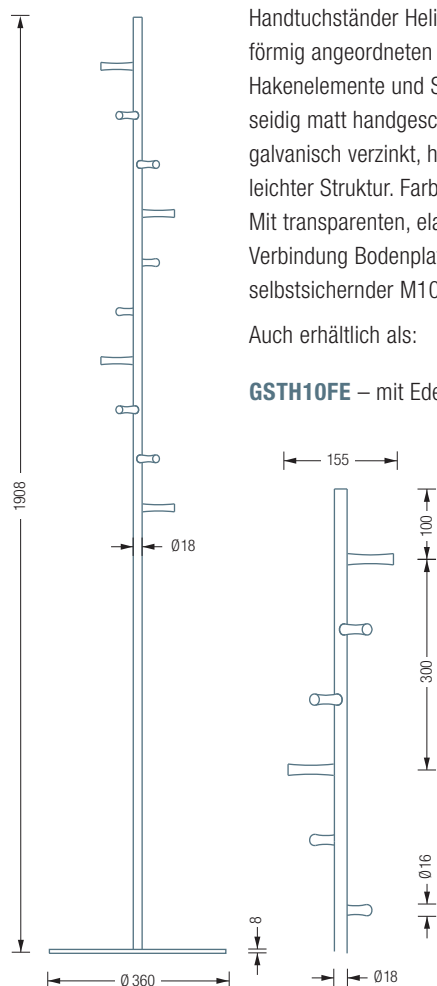 Handtuchständer Heli
förmig angeordneten
Hakenelemente und S
seidig matt handgesc
galvanisch verzinkt, h
leichter Struktur. Farb
Mit transparenten, ela
Verbindung Bodenpla
selbstsichernder M10
Auch erhältlich als:
GSTH10FE – mit Ede
155
100
1908
Ø18
300
Ø16
8
Ø 360
Ø18